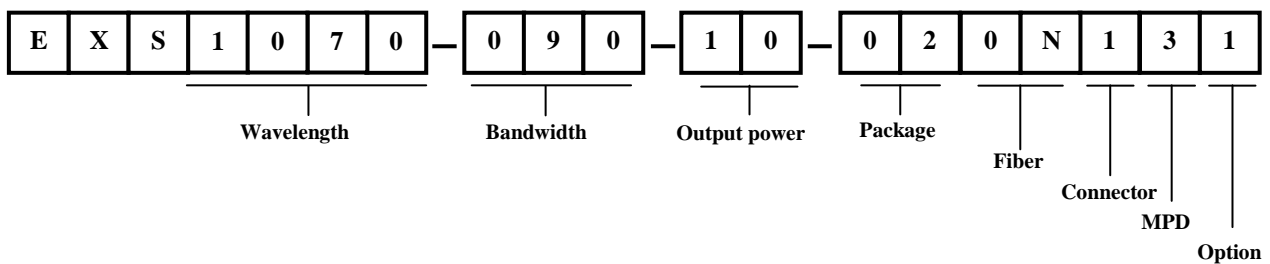 E X S 1 0 7 0 – 0 9 0 – 1 0 – 0 2 0 N 1 3 1
Wavelength Bandwidth Output power Package
Fiber
Connector
MPD
Option